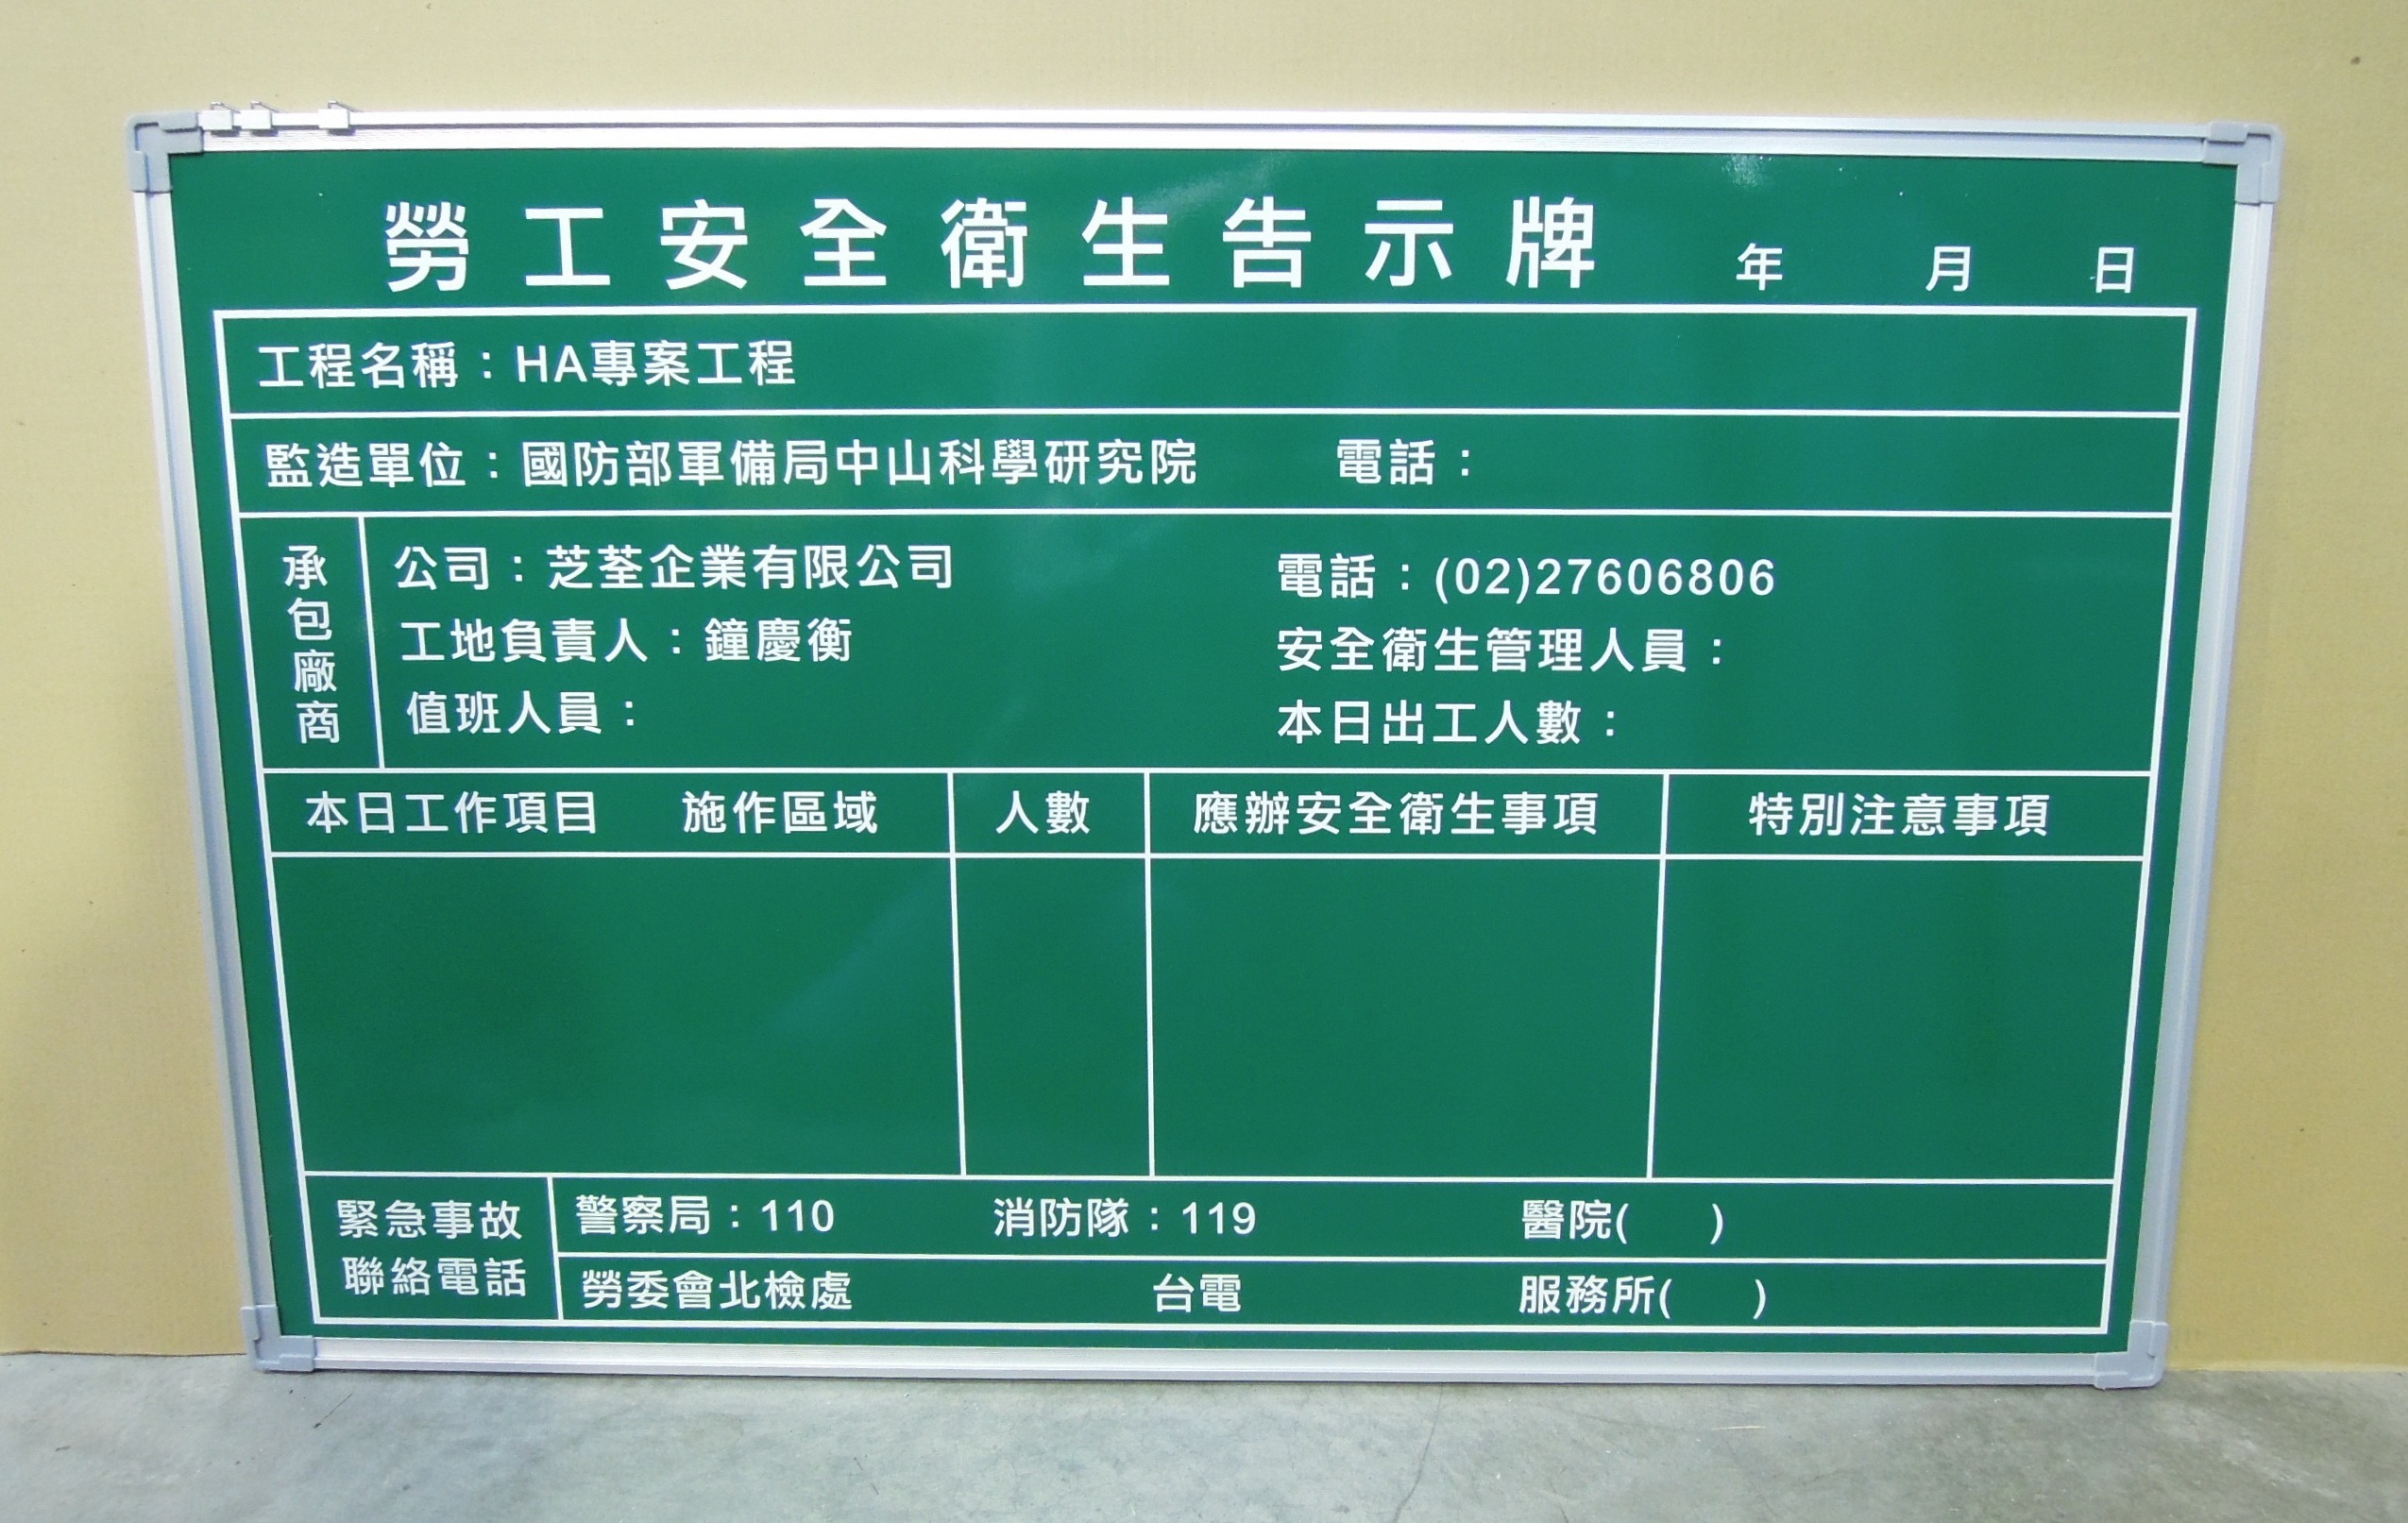 勞工安全衛生告示牌 年 月 日
工程名稱：HA專案工程
監造單位：國防部軍備局中山科學研究院 電話：
承包廠商
公司：芝荃企業有限公司 電話：(02)27606806
工地負責人：鐘慶衡 安全衛生管理人員：
值班人員： 本日出工人數：
本日工作項目 施作區域 人數 應辦安全衛生事項 特別注意事項
緊急事故
聯絡電話
警察局：110 消防隊：119 醫院( )
勞委會北檢處 台電 服務所( )